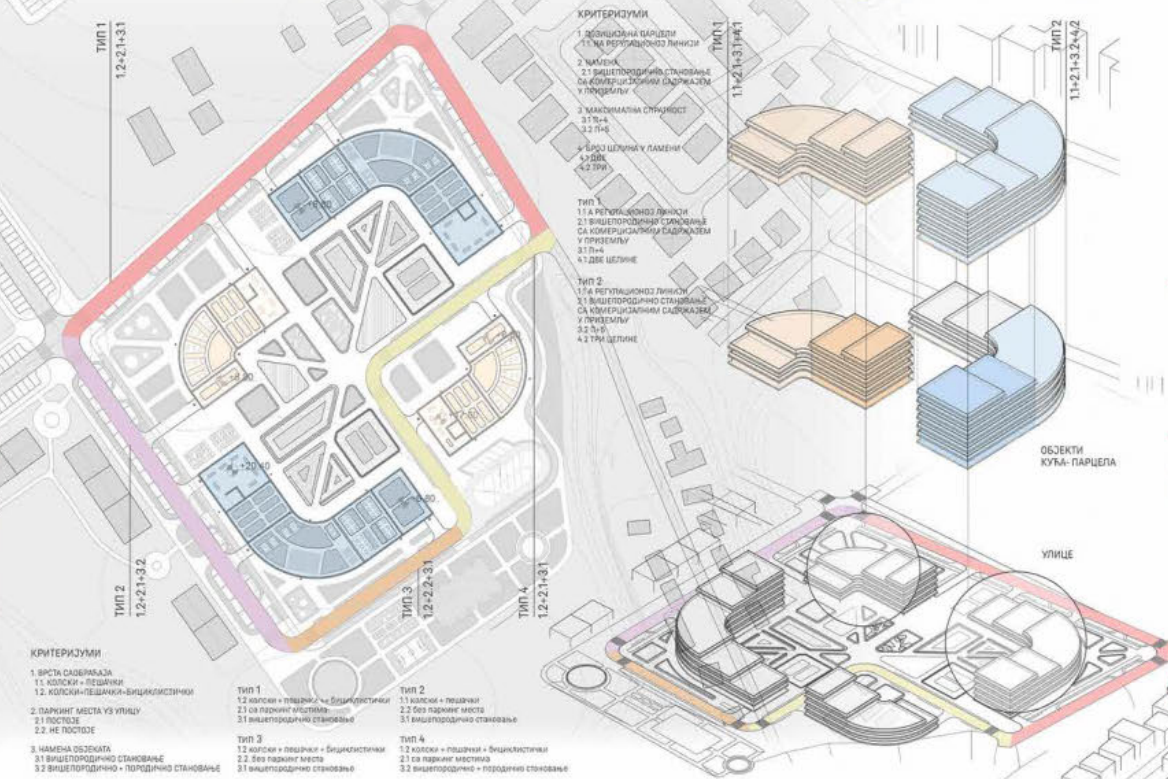 ТИП 1
1.2+2.1+3.1
КРИТЕРИЈУМИ
1. ПОЗИЦИЈА НА ПАРЦЕЛИ
1.1. НА РЕГУЛАЦИОНОЈ ЛИНИЈИ
2. НАМЕНА
2.1 ВИШЕПОРОДИЧНО СТАНОВАЊЕ
СА КОМЕРЦИЈАЛНИМ САДРЖАЈЕМ
У ПРИЗЕМЉУ
3. МАКСИМАЛНА СПРАТНОСТ
3.1 П+4
3.2 П+6
4. БРОЈ ЦЕЛИНА У ЛАМЕЛИ
4.1 ДВЕ
4.2 ТРИ
ТИП 1
1.1 А РЕГУЛАЦИОНОЈ ЛИНИЈИ
2.1 ВИШЕПОРОДИЧНО СТАНОВАЊЕ
СА КОМЕРЦИЈАЛНИМ САДРЖАЈЕМ
У ПРИЗЕМЉУ
3.1 П+4
4.1 ДВЕ ЦЕЛИНЕ
ТИП 2
1.1 А РЕГУЛАЦИОНОЈ ЛИНИЈИ
2.1 ВИШЕПОРОДИЧНО СТАНОВАЊЕ
СА КОМЕРЦИЈАЛНИМ САДРЖАЈЕМ
У ПРИЗЕМЉУ
4.2 ТРИ ЦЕЛИНЕ
ТИП 1
1.1+2.1+3.1+4.1
ТИП 2
1.1+2.1+3.2+4.2
+20.40
ОБЈЕКТИ
КУЋА- ПАРЦЕЛА
УЛИЦЕ
ТИП 2
1.2+2.1+3.2
ТИП 3
1.2+2.2+3.1
ТИП 4
1.2+2.1+3.1
КРИТЕРИЈУМИ
1. ВРСТА САОБРАЋАЈА
1.1. КОЛСКИ + ПЕШАЧКИ
1.2. КОЛСКИ+ПЕШАЧКИ+БИЦИКЛИСТИЧКИ
2. ПАРКИНГ МЕСТА УЗ УЛИЦУ
2.1 ПОСТОЈЕ
2.2. НЕ ПОСТОЈЕ
3. НАМЕНА ОБЈЕКАТА
3.1 ВИШЕПОРОДИЧНО СТАНОВАЊЕ
3.2 ВИШЕПОРОДИЧНО + ПОРОДИЧНО СТАНОВАЊЕ
тип 1
1.2 колски + пешачки + бициклистички
2.1 са паркинг местима
3.1 вишепородично становање
тип 2
1.1 колски + пешачки
2.2 без паркинг места
3.1 вишепородично становање
тип 3
1.2 колски + пешачки + бициклистички
2.2. без паркинг места
3.1 вишепородично становање
тип 4
1.2 колски + пешачки + бициклистички
2.1 са паркинг местима
3.2 вишепородично + породично становање